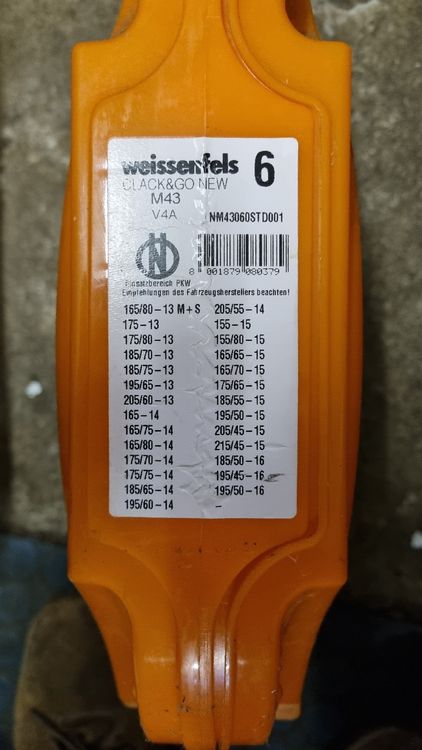 weissenfels 6
CLACK&GO NEW
M43
V4A NM43060STD001
8 001879 080379
Einsatzbereich PKW
Empfehlungen des Fahrzeugherstellers beachten!
165/80-13 M+S 205/55-14
175-13 155-15
175/80-13 155/80-15
185/70-13 165/65-15
185/75-13 165/70-15
195/65-13 175/65-15
205/60-13 185/55-15
165-14 195/50-15
165/75-14 205/45-15
165/80-14 215/45-15
175/70-14 185/50-16
175/75-14 195/45-16
185/65-14 195/50-16
195/60-14 -